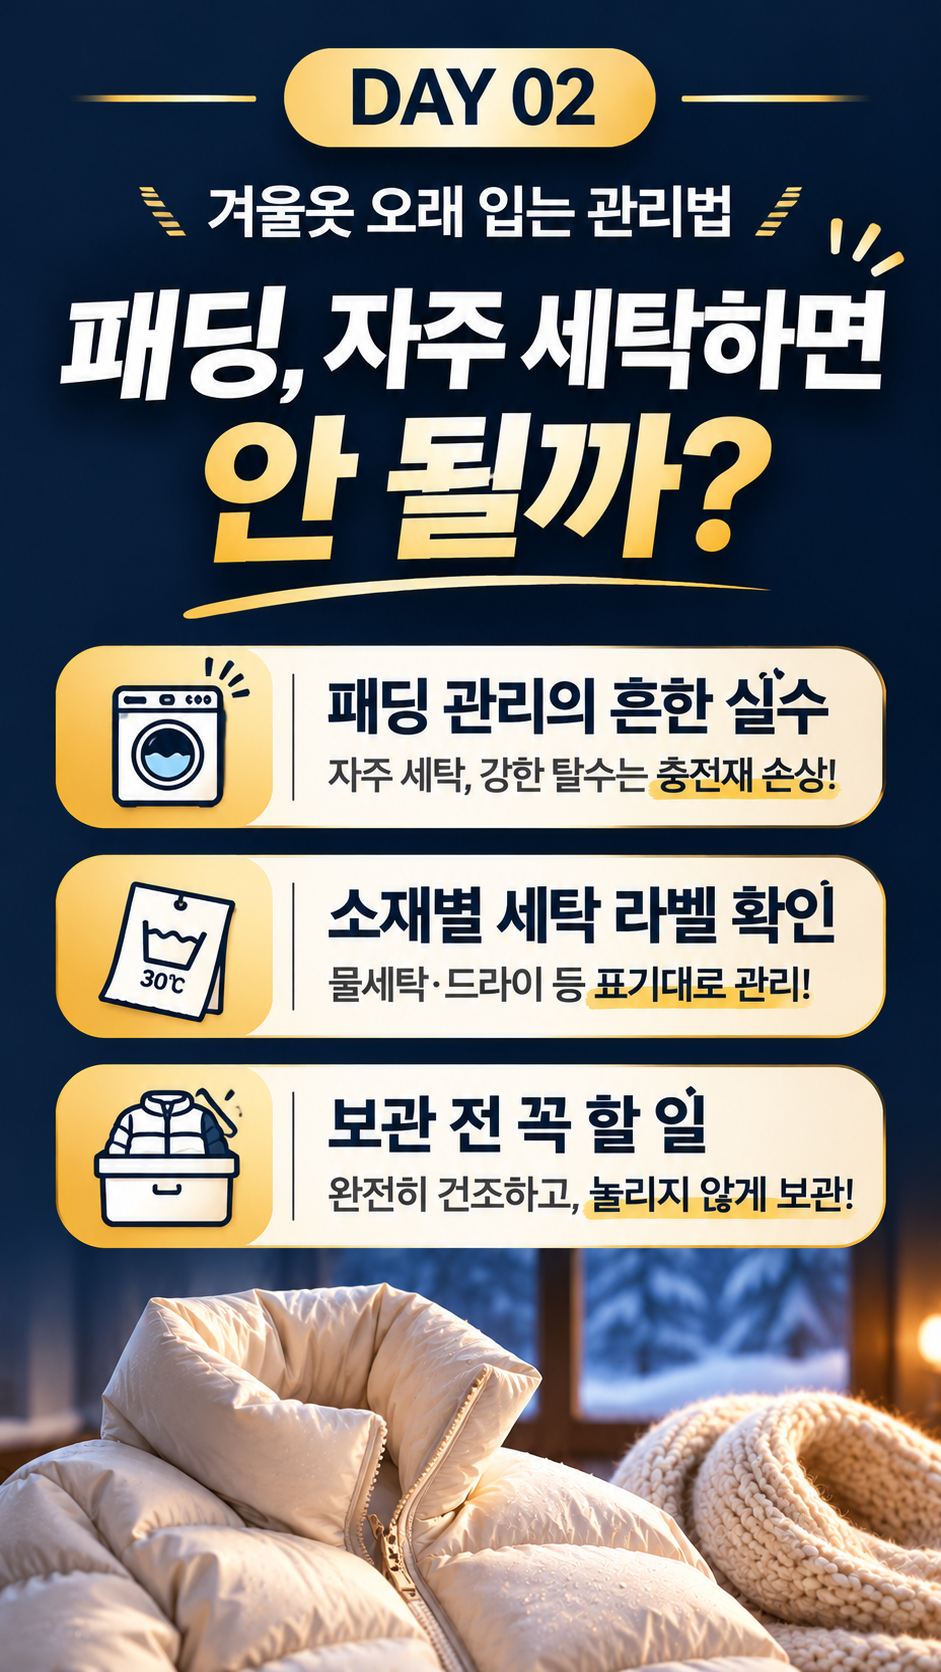 DAY 02
겨울옷 오래 입는 관리법
패딩, 자주 세탁하면
안 될까?
패딩 관리의 흔한 실수
자주 세탁, 강한 탈수는 충전재 손상!
소재별 세탁 라벨 확인
물세탁·드라이 등 표기대로 관리!
30℃
보관 전 꼭 할 일
완전히 건조하고, 눌리지 않게 보관!